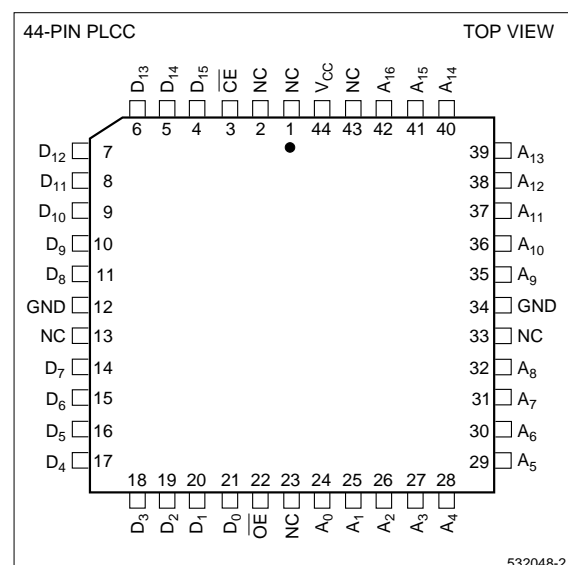 44-PIN PLCC TOP VIEW
D13 D14 D15 CE NC NC VCC NC A16 A15 A14
6 5 4 3 2 1 44 43 42 41 40
D12 7 39 A13
D11 8 38 A12
D10 9 37 A11
D9 10 36 A10
D8 11 35 A9
GND 12 34 GND
NC 13 33 NC
D7 14 32 A8
D6 15 31 A7
D5 16 30 A6
D4 17 29 A5
18 19 20 21 22 23 24 25 26 27 28
D3 D2 D1 D0 OE NC A0 A1 A2 A3 A4
532048-2